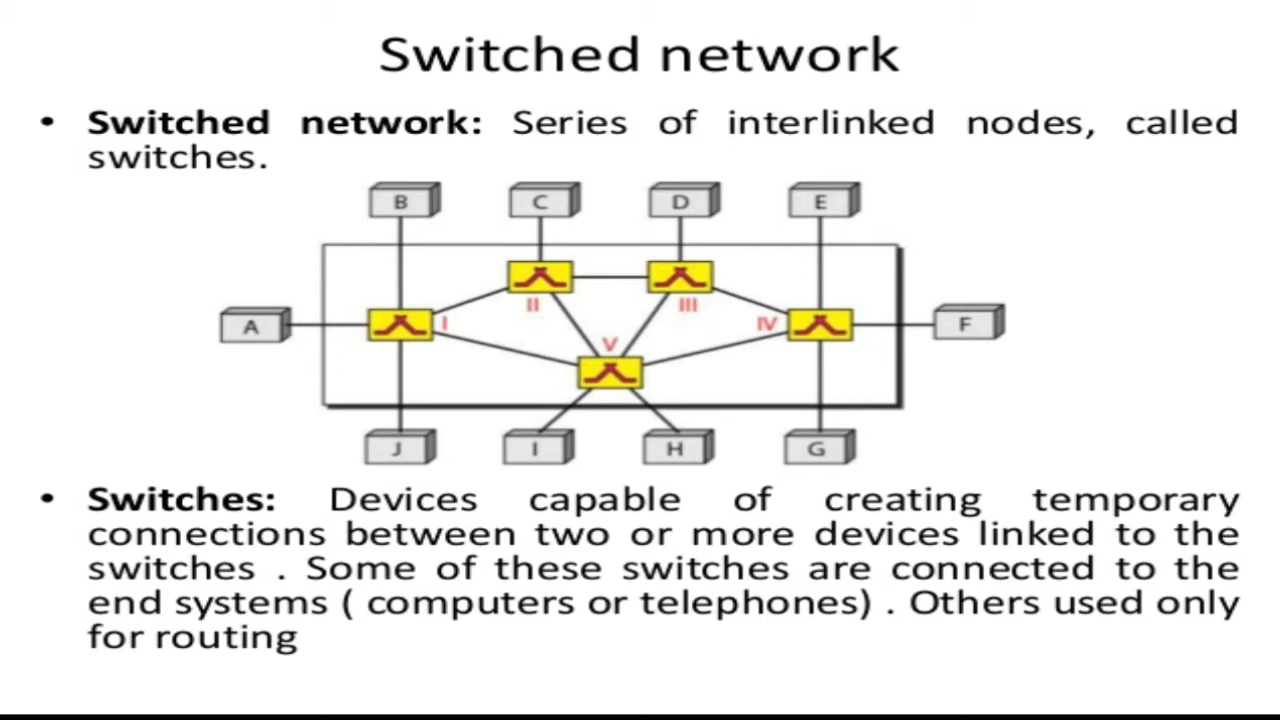 Switched network
• Switched network: Series of interlinked nodes, called
switches.
B C D E
II III
A I IV F
V
J I H G
• Switches: Devices capable of creating temporary
connections between two or more devices linked to the
switches . Some of these switches are connected to the
end systems ( computers or telephones) . Others used only
for routing